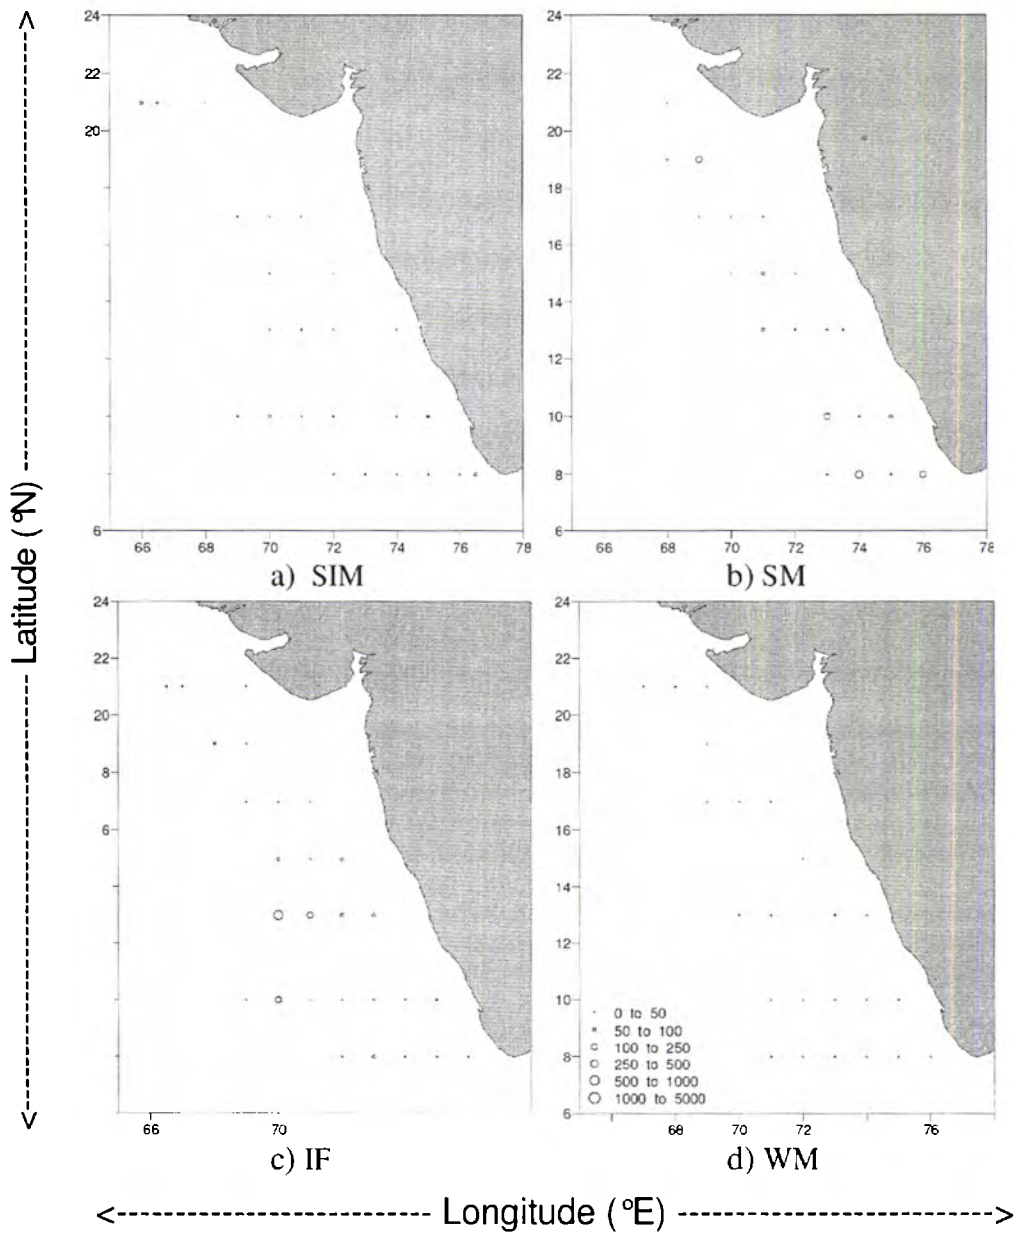 24
22
20
6
66 68 70 72 74 76 78
a) SIM
24
22
20
18
16
14
12
10
8
6
66 68 70 72 74 76 78
b) SM
Latitude (°N)
24
22
20
8
6
66 70
c) IF
24
22
20
18
16
14
12
10
8
6
0 to 50
50 to 100
100 to 250
250 to 500
500 to 1000
1000 to 5000
68 70 72 74 76
d) WM
Longitude (°E)